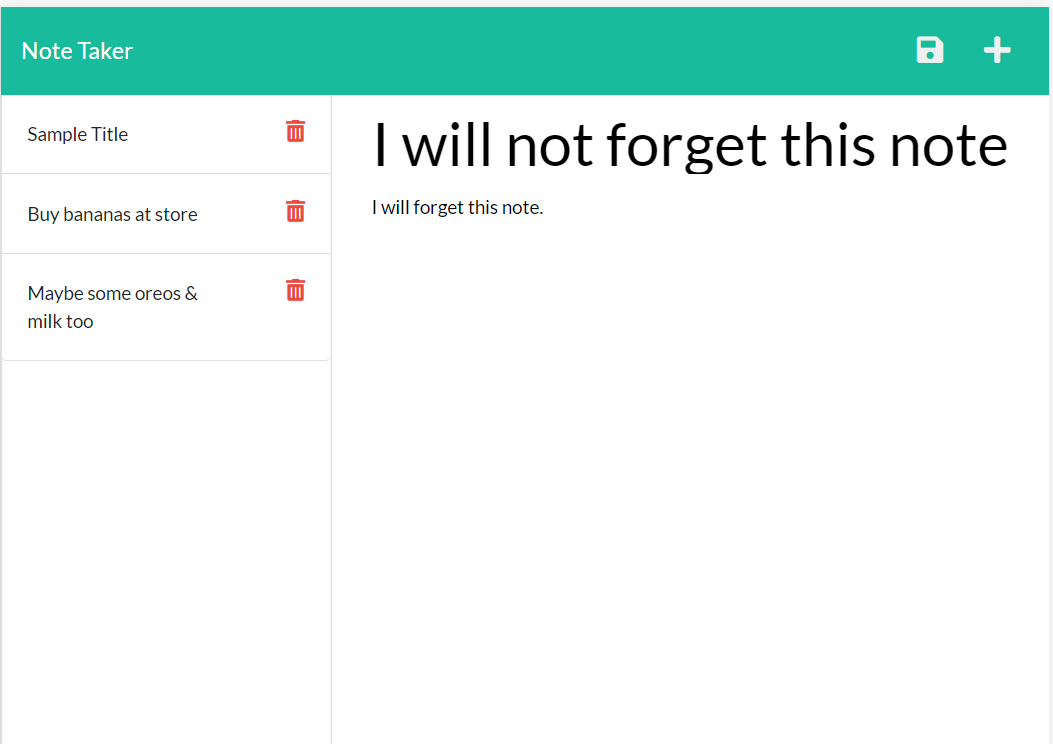 Note Taker
Sample Title
Buy bananas at store
Maybe some oreos &
milk too
I will not forget this note
I will forget this note.